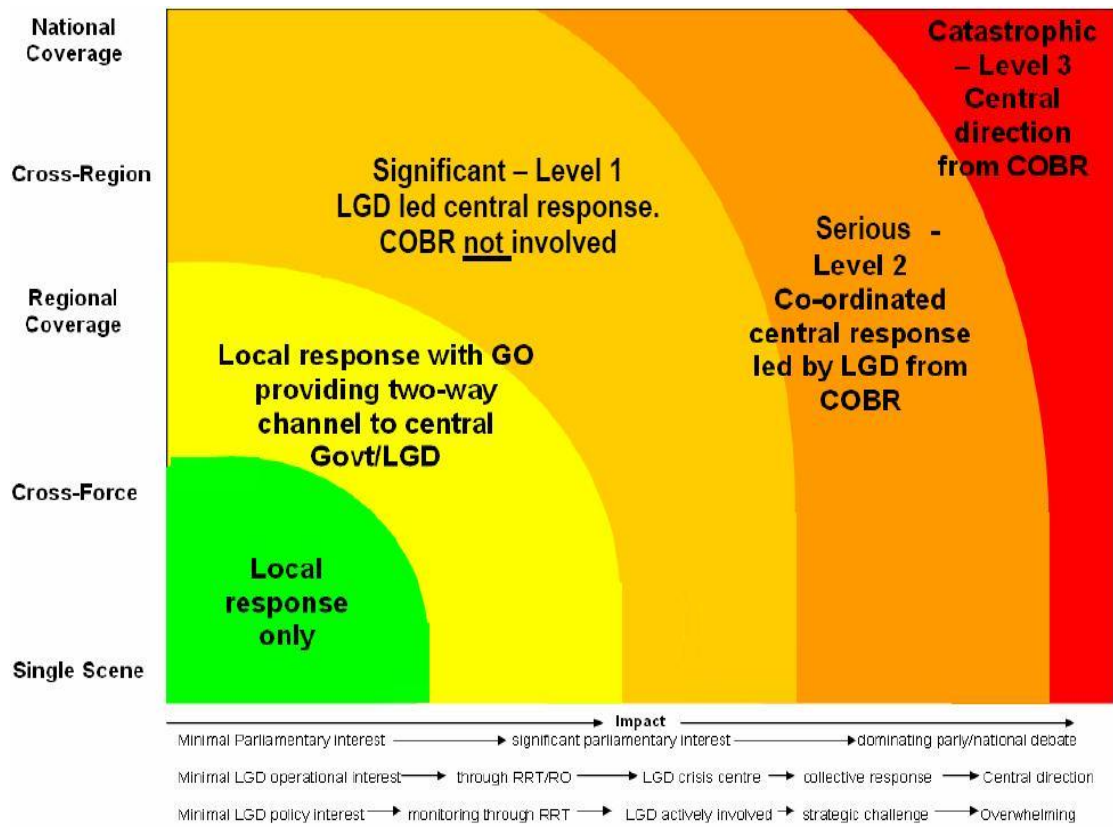 National
Coverage
Cross-Region
Regional
Coverage
Cross-Force
Single Scene
Catastrophic
– Level 3
Central
direction
from COBR
Significant – Level 1
LGD led central response.
COBR not involved
Serious -
Level 2
Co-ordinated
central response
led by LGD from
COBR
Local response with GO
providing two-way
channel to central
Govt/LGD
Local
response
only
Impact
Minimal Parliamentary interest significant parliamentary interest dominating parly/national debate
Minimal LGD operational interest through RRT/RO LGD crisis centre collective response Central direction
Minimal LGD policy interest monitoring through RRT LGD actively involved strategic challenge Overwhelming